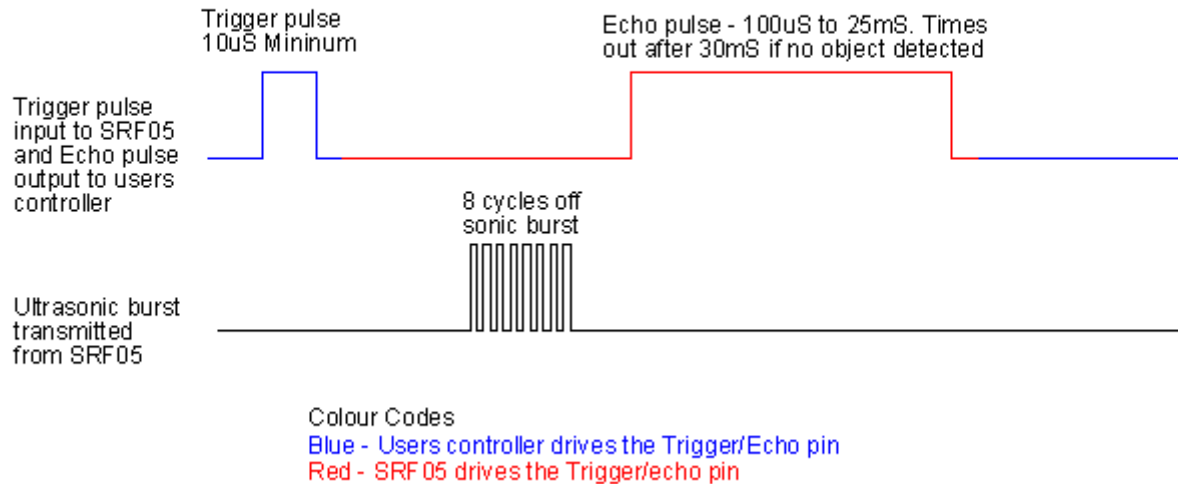 Trigger pulse
10uS Mininum
Echo pulse - 100uS to 25mS. Times
out after 30mS if no object detected
Trigger pulse
input to SRF05
and Echo pulse
output to users
controller
8 cycles off
sonic burst
Ultrasonic burst
transmitted
from SRF05
Colour Codes
Blue - Users controller drives the Trigger/Echo pin
Red - SRF05 drives the Trigger/echo pin